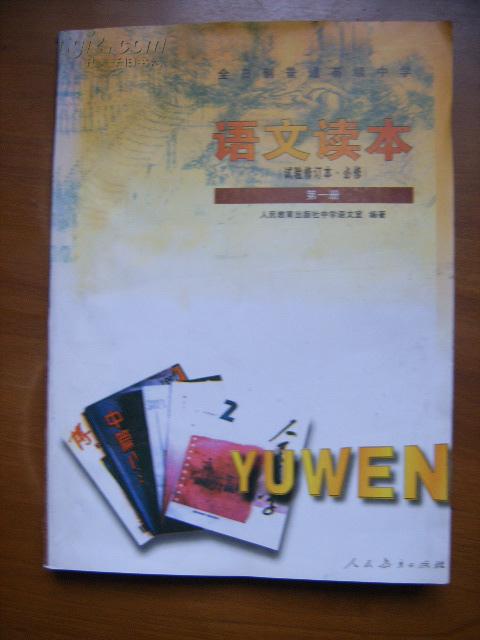 全日制普通高级中学
语文读本
(试验修订本·必修)
第一册
人民教育出版社中学语文室 编著
2
YUWEN
人民教育出版社